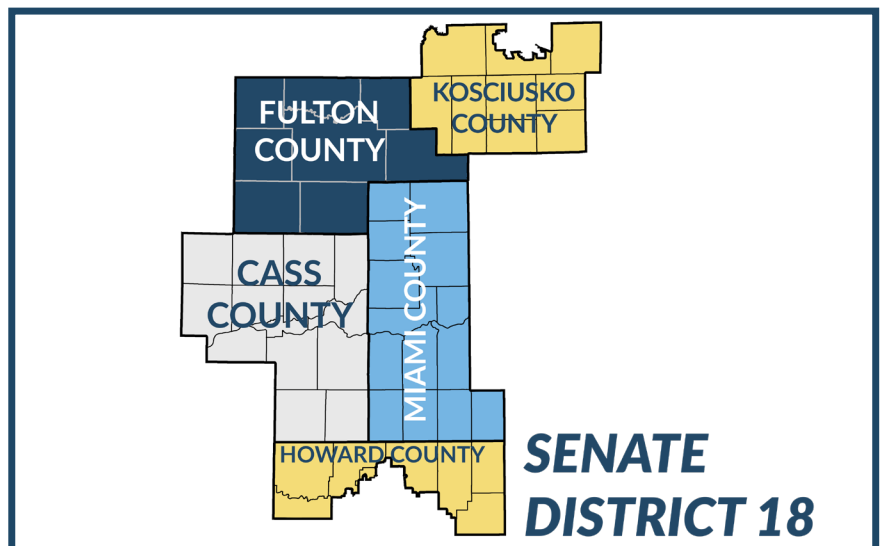 KOSCIUSKO
COUNTY
FULTON
COUNTY
MIAMI COUNTY
CASS
COUNTY
HOWARD COUNTY
SENATE
DISTRICT 18